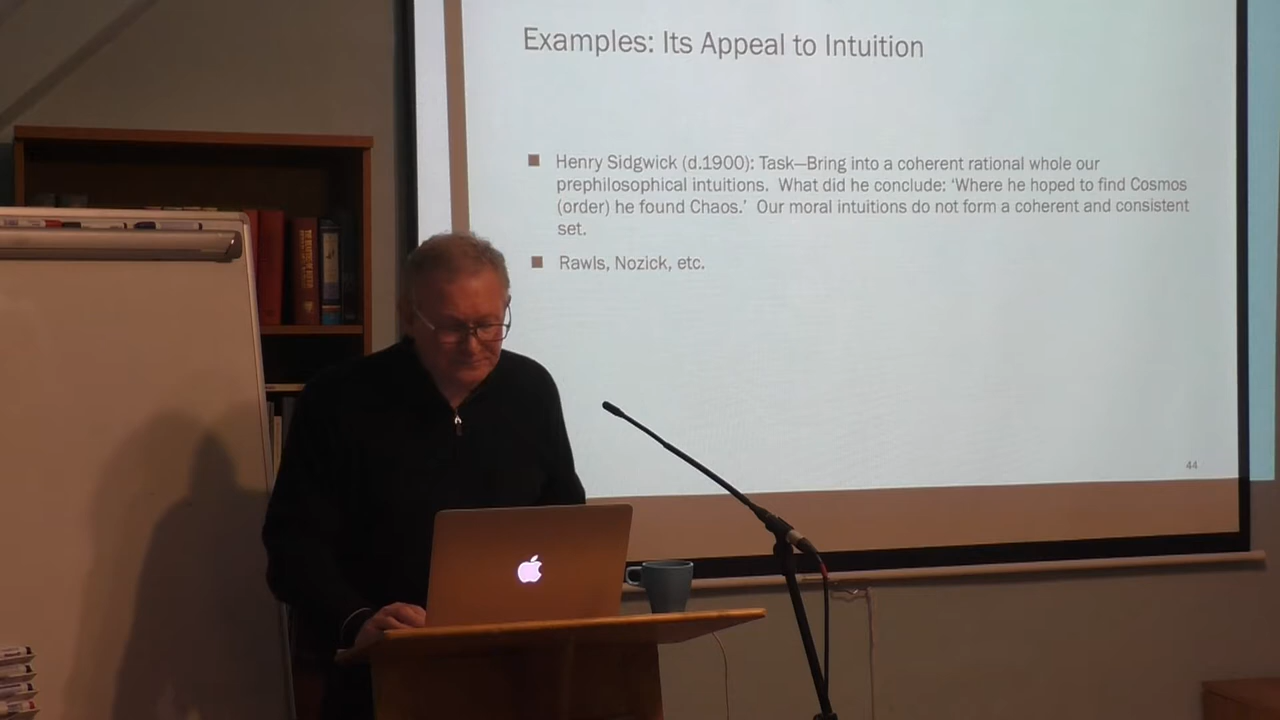 Examples: Its Appeal to Intuition
Henry Sidgwick (d.1900): Task—Bring into a coherent rational whole our
prephilosophical intuitions. What did he conclude: ‘Where he hoped to find Cosmos
(order) he found Chaos.’ Our moral intuitions do not form a coherent and consistent
set.
Rawls, Nozick, etc.
44